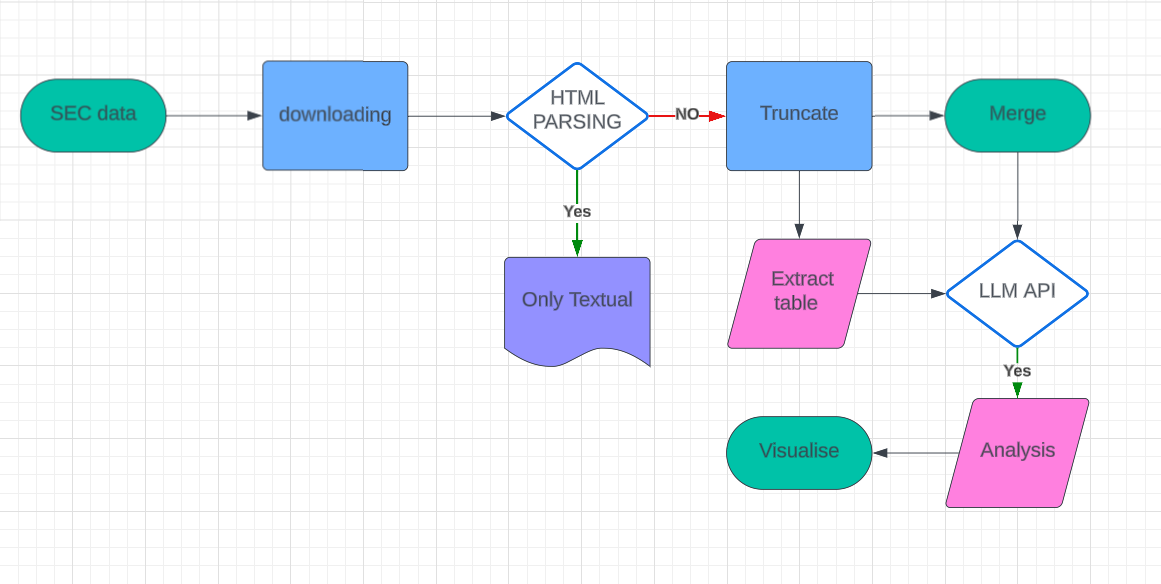 SEC data
downloading
HTML
PARSING
NO
Truncate
Merge
Yes
Only Textual
Extract
table
LLM API
Yes
Visualise
Analysis